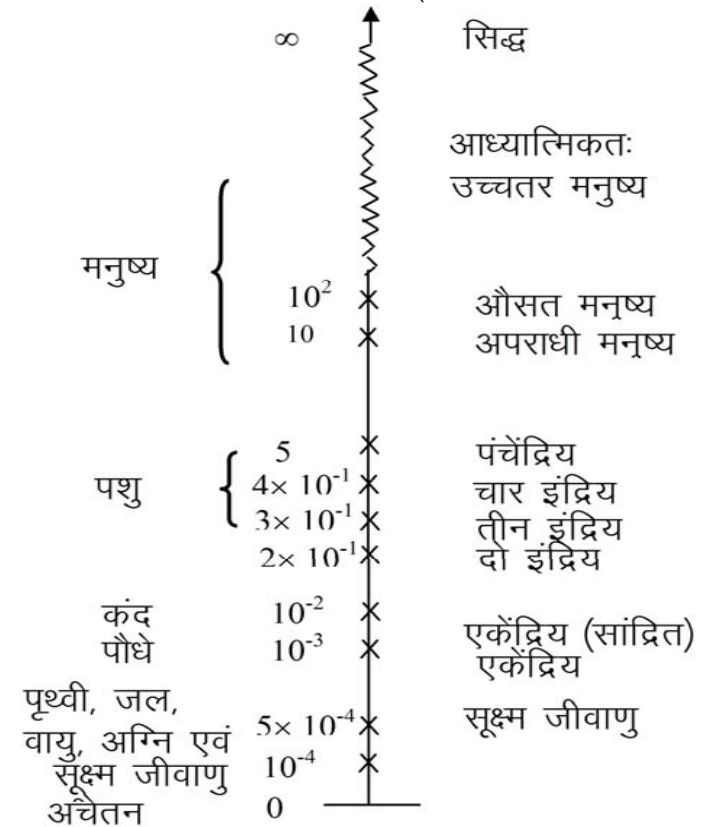 ∞ सिद्ध
आध्यात्मिकतः
उच्चतर मनुष्य
मनुष्य
10² औसत मनुष्य
10 अपराधी मनुष्य
5 पंचेंद्रिय
पशु 4× 10⁻¹ चार इंद्रिय
3× 10⁻¹ तीन इंद्रिय
2× 10⁻¹ दो इंद्रिय
कंद 10⁻² एकेंद्रिय (सांद्रित)
पौधे 10⁻³ एकेंद्रिय
पृथ्वी, जल,
वायु, अग्नि एवं 5× 10⁻⁴ सूक्ष्म जीवाणु
सूक्ष्म जीवाणु 10⁻⁴
अचेतन 0